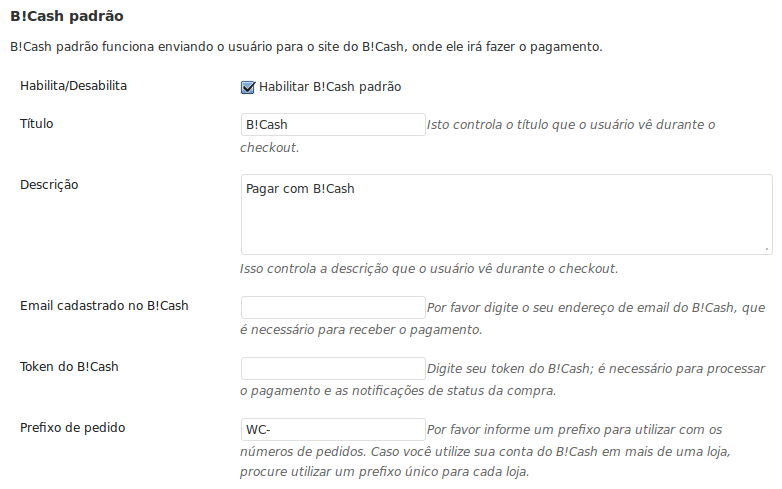 B!Cash padrão
B!Cash padrão funciona enviando o usuário para o site do B!Cash, onde ele irá fazer o pagamento.
Habilita/Desabilita
Habilitar B!Cash padrão
Título
B!Cash
Isto controla o título que o usuário vê durante o
checkout.
Descrição
Pagar com B!Cash
Isso controla a descrição que o usuário vê durante o checkout.
Email cadastrado no B!Cash
Por favor digite o seu endereço de email do B!Cash, que
é necessário para receber o pagamento.
Token do B!Cash
Digite seu token do B!Cash; é necessário para processar
o pagamento e as notificações de status da compra.
Prefixo de pedido
WC-
Por favor informe um prefixo para utilizar com os
números de pedidos. Caso você utilize sua conta do B!Cash em mais de uma loja,
procure utilizar um prefixo único para cada loja.